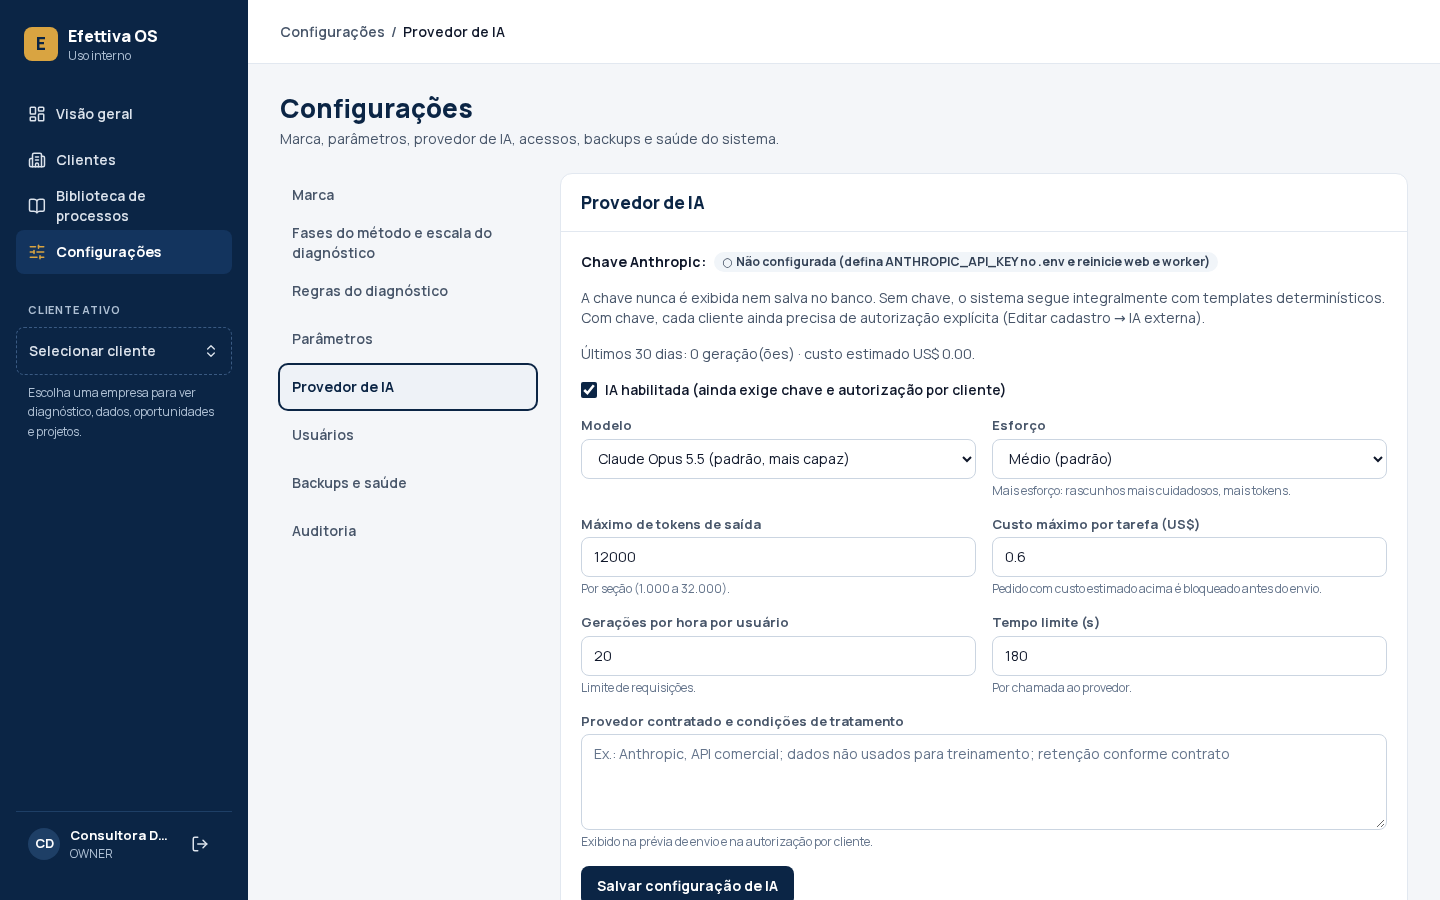 E
Efettiva OS
Uso interno
Visão geral
Clientes
Biblioteca de
processos
Configurações
CLIENTE ATIVO
Selecionar cliente
Escolha uma empresa para ver
diagnóstico, dados, oportunidades
e projetos.
CD
Consultora D...
OWNER
Configurações / Provedor de IA
Configurações
Marca, parâmetros, provedor de IA, acessos, backups e saúde do sistema.
Marca
Fases do método e escala do
diagnóstico
Regras do diagnóstico
Parâmetros
Provedor de IA
Usuários
Backups e saúde
Auditoria
Provedor de IA
Chave Anthropic: ○ Não configurada (defina ANTHROPIC_API_KEY no .env e reinicie web e worker)
A chave nunca é exibida nem salva no banco. Sem chave, o sistema segue integralmente com templates determinísticos.
Com chave, cada cliente ainda precisa de autorização explícita (Editar cadastro → IA externa).
Últimos 30 dias: 0 geração(ões) · custo estimado US$ 0.00.
IA habilitada (ainda exige chave e autorização por cliente)
Modelo
Claude Opus 5.5 (padrão, mais capaz)
Esforço
Médio (padrão)
Mais esforço: rascunhos mais cuidadosos, mais tokens.
Máximo de tokens de saída
12000
Por seção (1.000 a 32.000).
Custo máximo por tarefa (US$)
0.6
Pedido com custo estimado acima é bloqueado antes do envio.
Gerações por hora por usuário
20
Limite de requisições.
Tempo limite (s)
180
Por chamada ao provedor.
Provedor contratado e condições de tratamento
Ex.: Anthropic, API comercial; dados não usados para treinamento; retenção conforme contrato
Exibido na prévia de envio e na autorização por cliente.
Salvar configuração de IA